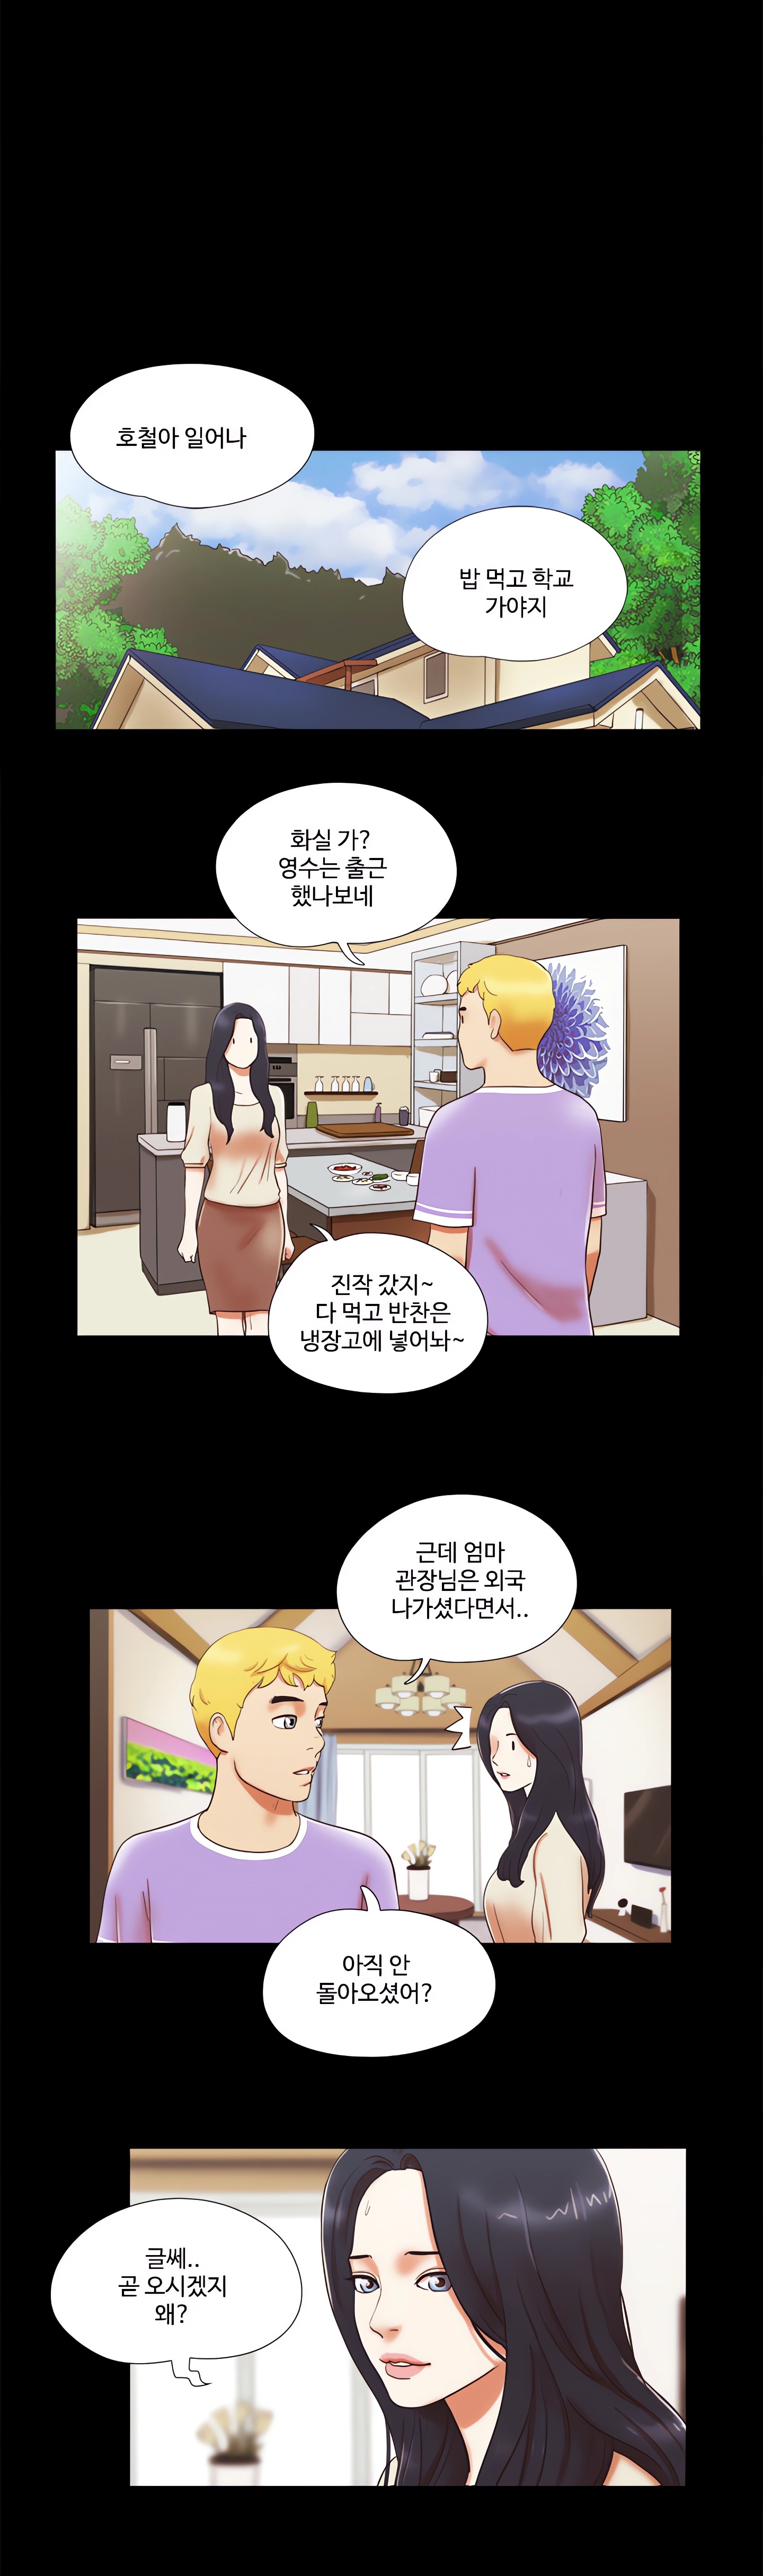 호철아 일어나
밥 먹고 학교
가야지
화실 가?
영수는 출근
했나보네
진작 갔지~
다 먹고 반찬은
냉장고에 넣어놔~
근데 엄마
관장님은 외국
나가셨다면서..
아직 안
돌아오셨어?
글쎄..
곧 오시겠지
왜?